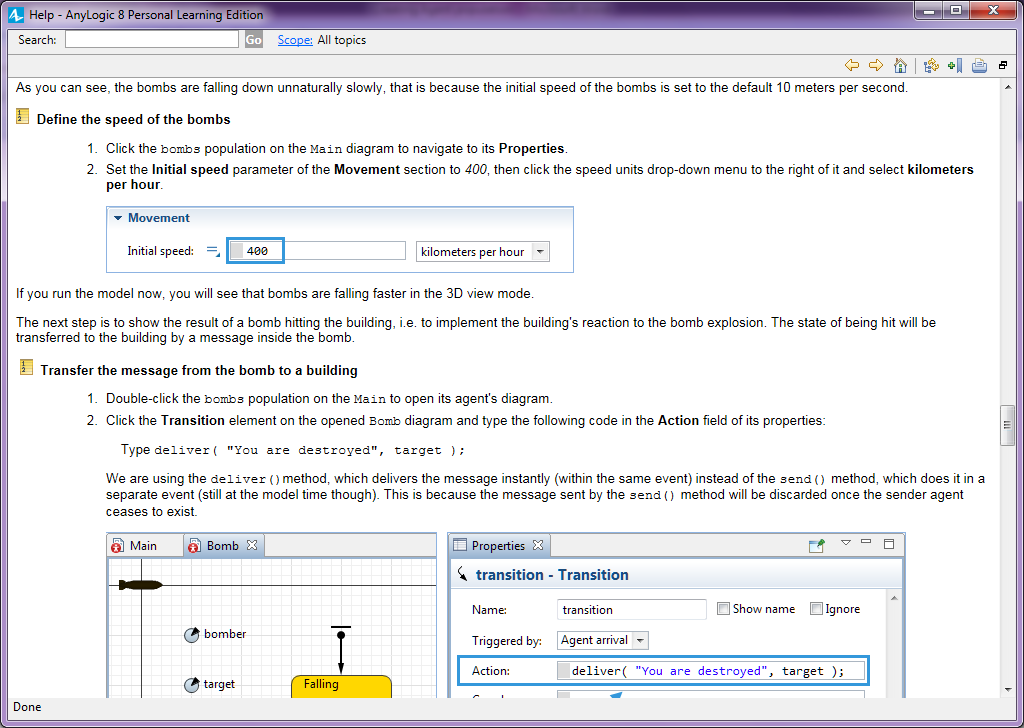 Help - AnyLogic 8 Personal Learning Edition
Search: Go Scope: All topics
As you can see, the bombs are falling down unnaturally slowly, that is because the initial speed of the bombs is set to the default 10 meters per second.
Define the speed of the bombs
1. Click the bombs population on the Main diagram to navigate to its Properties.
2. Set the Initial speed parameter of the Movement section to 400, then click the speed units drop-down menu to the right of it and select kilometers
per hour.
Movement
Initial speed: 400 kilometers per hour
If you run the model now, you will see that bombs are falling faster in the 3D view mode.
The next step is to show the result of a bomb hitting the building, i.e. to implement the building's reaction to the bomb explosion. The state of being hit will be
transferred to the building by a message inside the bomb.
Transfer the message from the bomb to a building
1. Double-click the bombs population on the Main to open its agent's diagram.
2. Click the Transition element on the opened Bomb diagram and type the following code in the Action field of its properties:
Type deliver( "You are destroyed", target );
We are using the deliver()method, which delivers the message instantly (within the same event) instead of the send() method, which does it in a
separate event (still at the model time though). This is because the message sent by the send() method will be discarded once the sender agent
ceases to exist.
Main Bomb
bomber
target
Falling
Properties
transition - Transition
Name: transition Show name Ignore
Triggered by: Agent arrival
Action: deliver( "You are destroyed", target );
Done